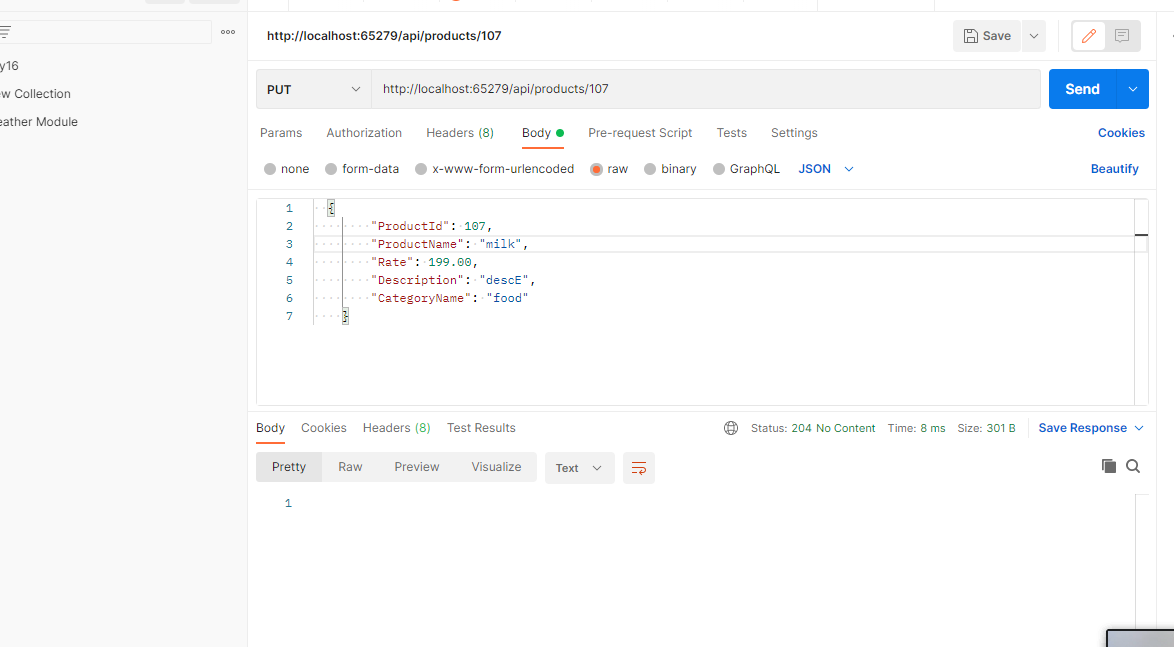 http://localhost:65279/api/products/107
Save
y16
ew Collection
eather Module
PUT http://localhost:65279/api/products/107 Send
Params Authorization Headers (8) Body Pre-request Script Tests Settings Cookies
none form-data x-www-form-urlencoded raw binary GraphQL JSON Beautify
1 {
2 "ProductId": 107,
3 "ProductName": "milk",
4 "Rate": 199.00,
5 "Description": "descE",
6 "CategoryName": "food"
7 }
Body Cookies Headers (8) Test Results Status: 204 No Content Time: 8 ms Size: 301 B Save Response
Pretty Raw Preview Visualize Text
1